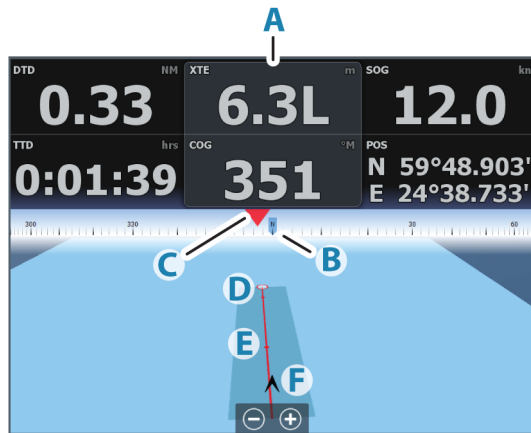 A
DTD NM XTE m SOG kn
0.33 6.3L 12.0
TTD hrs COG °M POS
0:01:39 351 N 59°48.903'
E 24°38.733'
300 330 N 30 60
C B
D
E
F